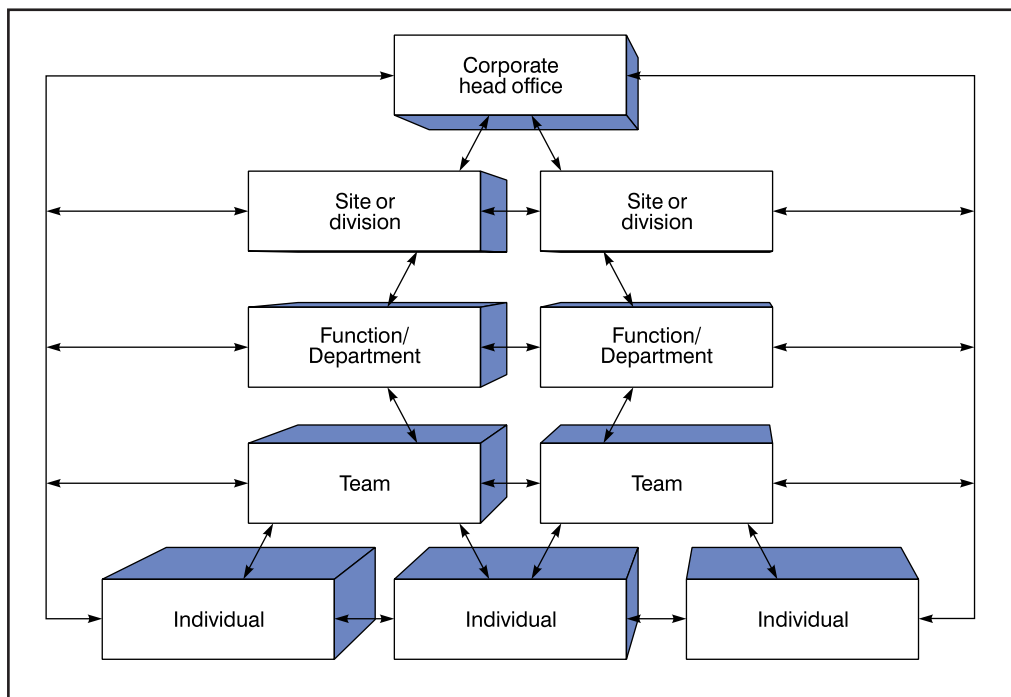 Corporate
head office
Site or
division
Site or
division
Function/
Department
Function/
Department
Team
Team
Individual
Individual
Individual